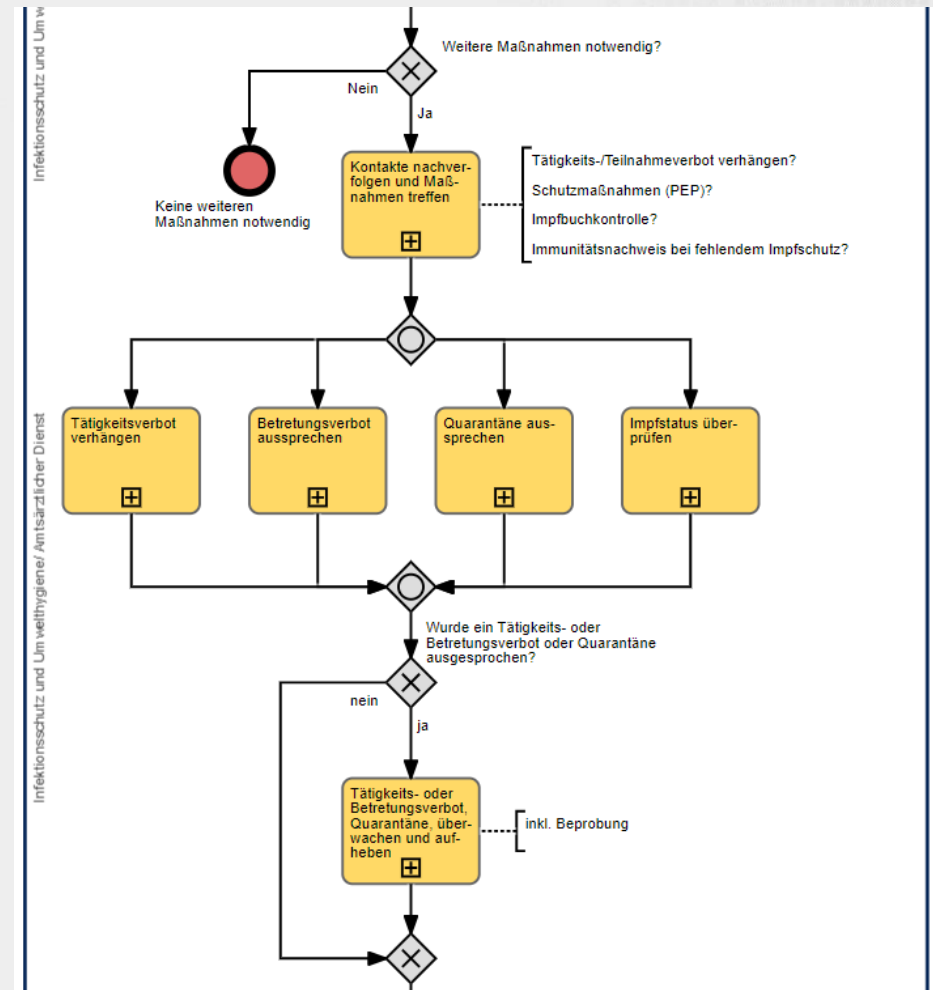 Infektionsschutz und Umw
Weitere Maßnahmen notwendig?
Nein
Ja
Keine weiteren
Maßnahmen notwendig
Kontakte nachver-
folgen und Maß-
nahmen treffen
Tätigkeits-/Teilnahmeverbot verhängen?
Schutzmaßnahmen (PEP)?
Impfbuchkontrolle?
Immunitätsnachweis bei fehlendem Impfschutz?
Infektionsschutz und Umwelthygiene/ Amtsärztlicher Dienst
Tätigkeitsverbot
verhängen
Betretungsverbot
aussprechen
Quarantäne aus-
sprechen
Impfstatus über-
prüfen
Wurde ein Tätigkeits- oder
Betretungsverbot oder Quarantäne
ausgesprochen?
nein
ja
Tätigkeits- oder
Betretungsverbot,
Quarantäne, über-
wachen und auf-
heben
inkl. Beprobung